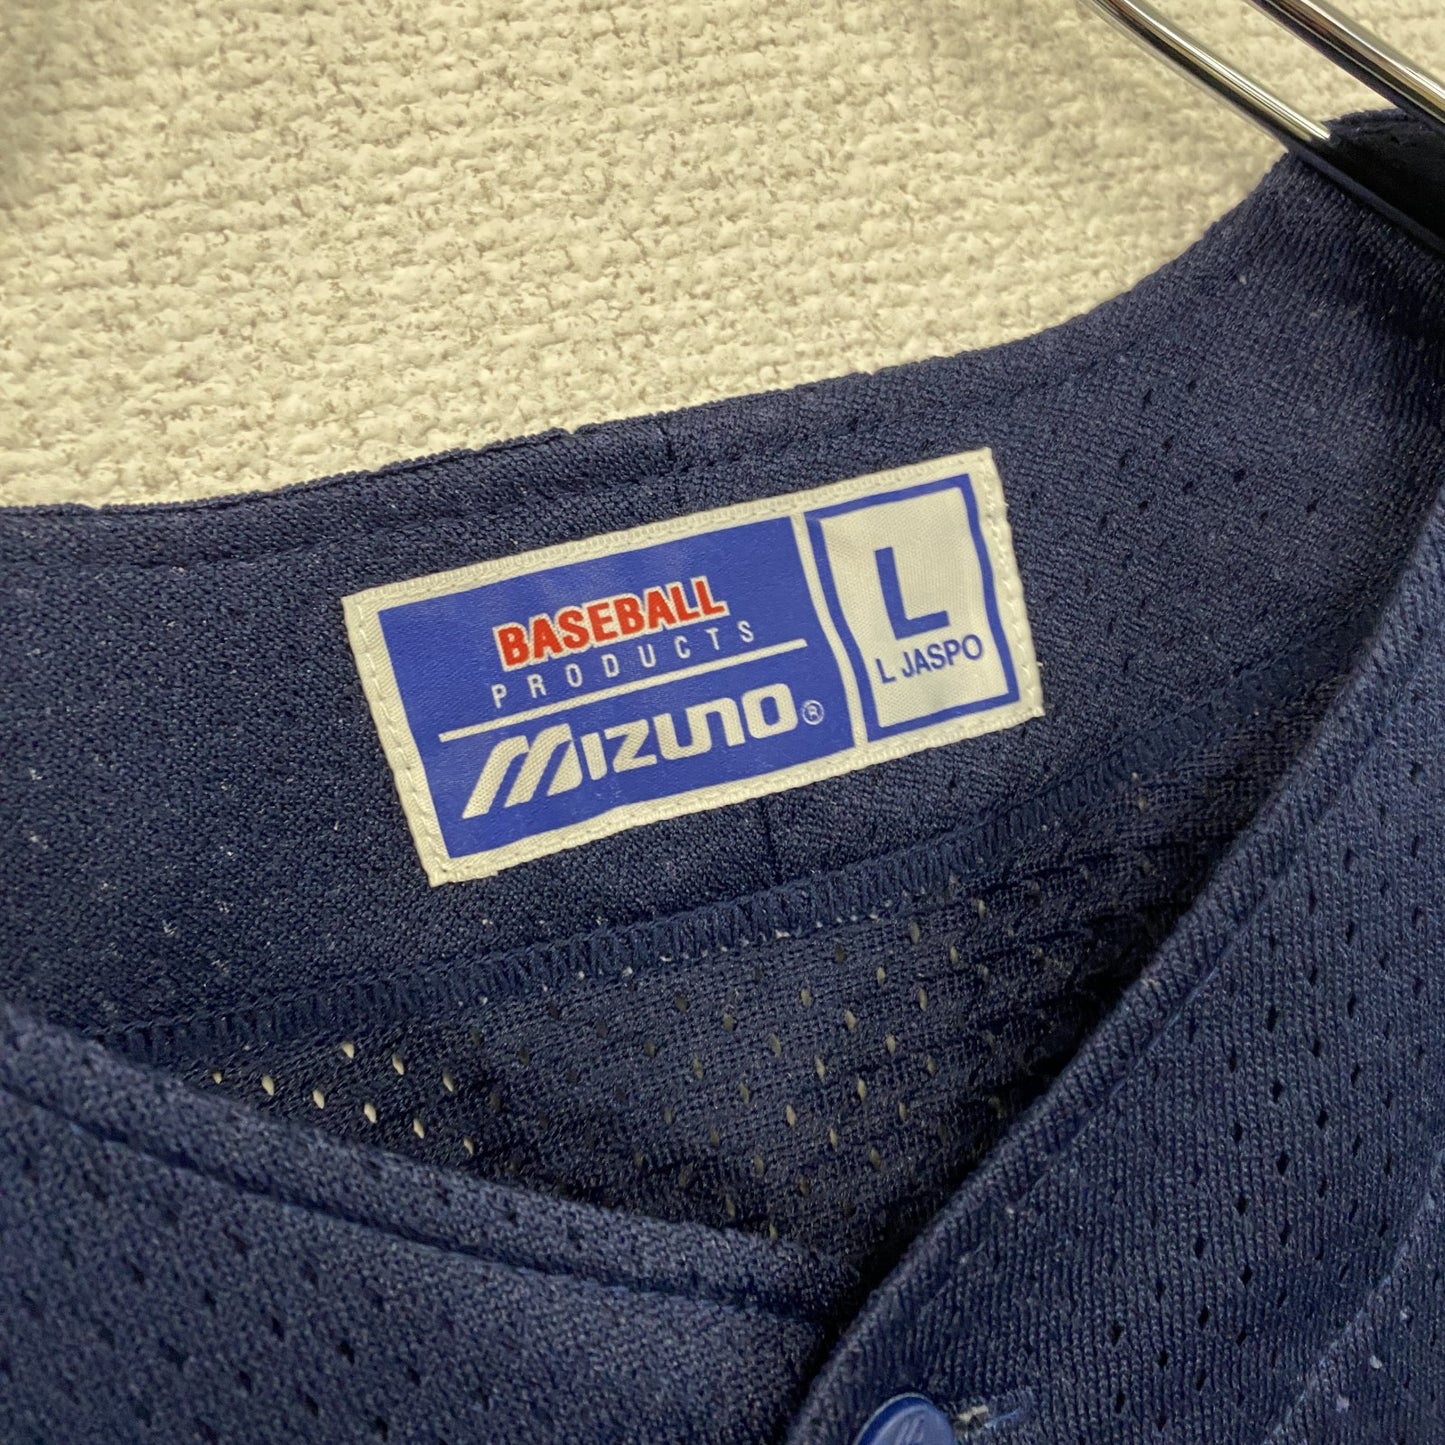 BASEBALL
PRODUCTS
MIZUNO®
L
L JASPO